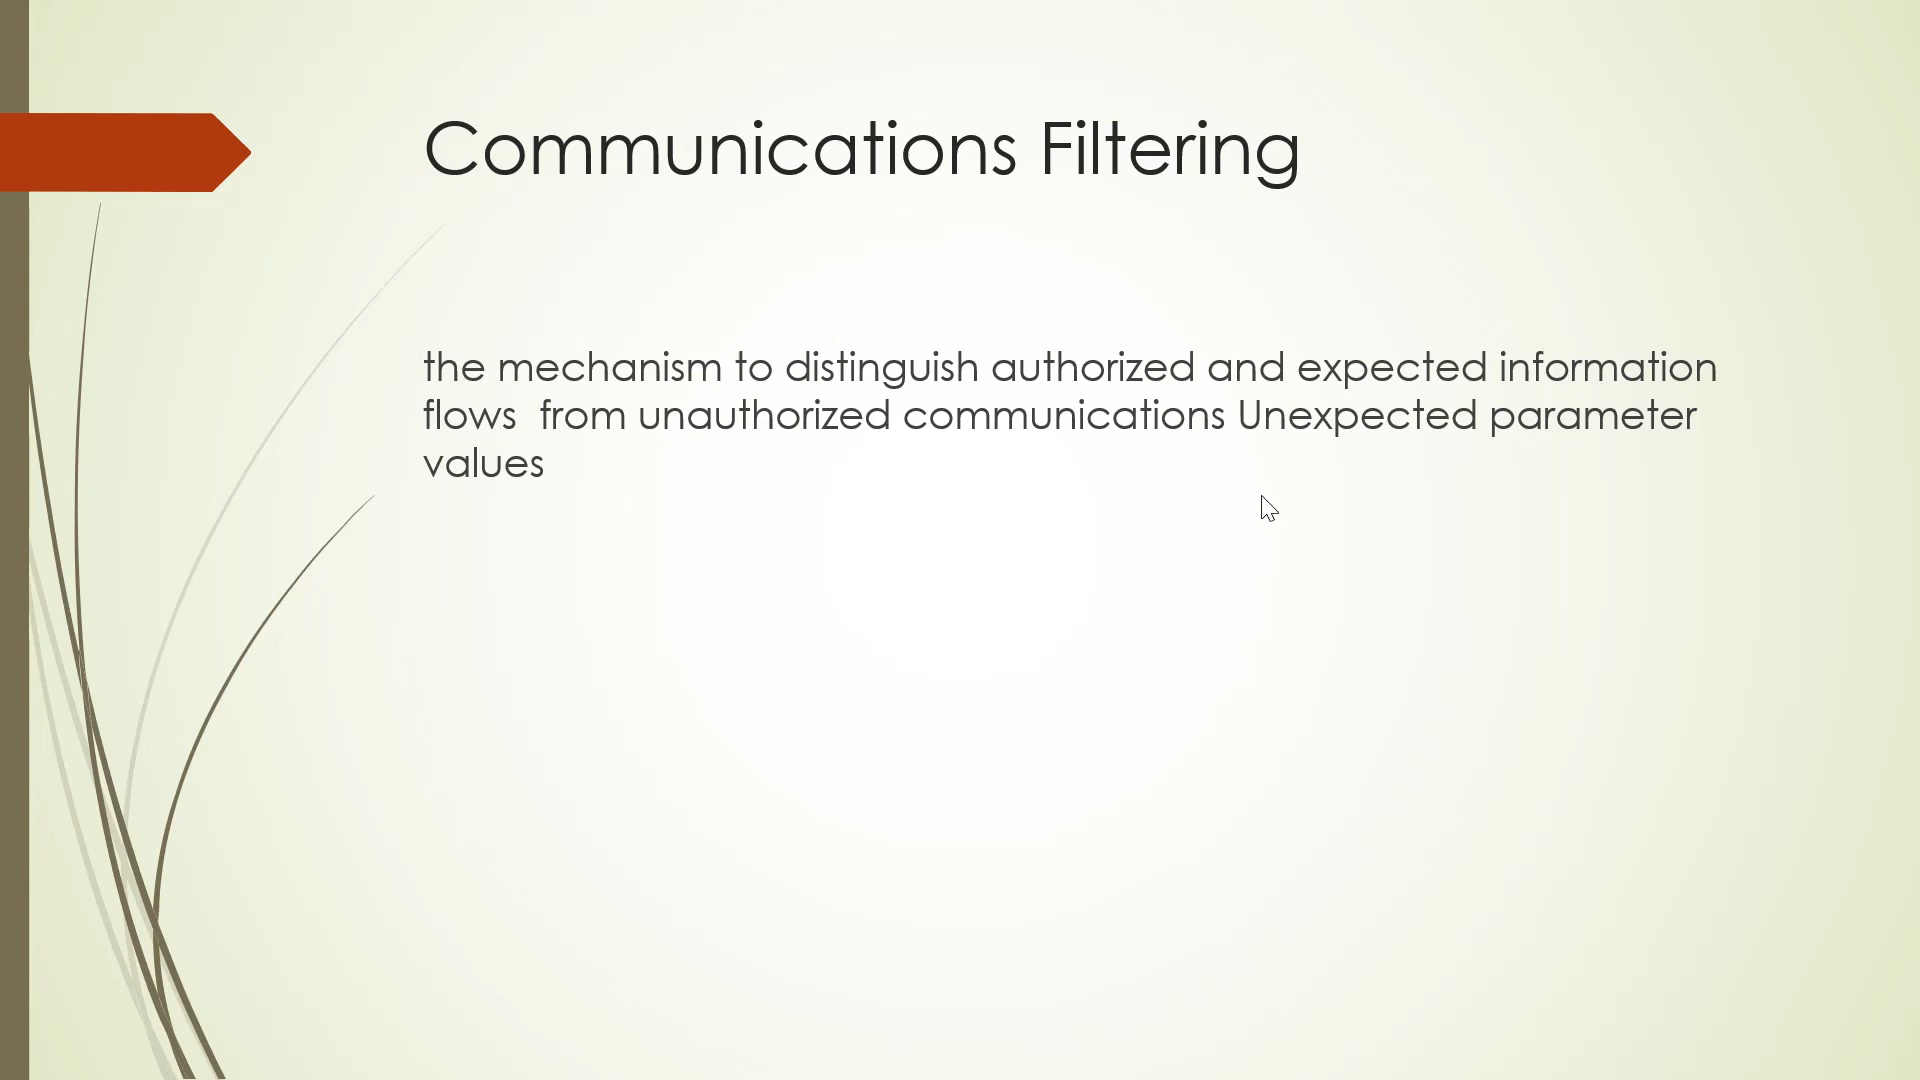 Communications Filtering
the mechanism to distinguish authorized and expected information
flows  from unauthorized communications Unexpected parameter
values